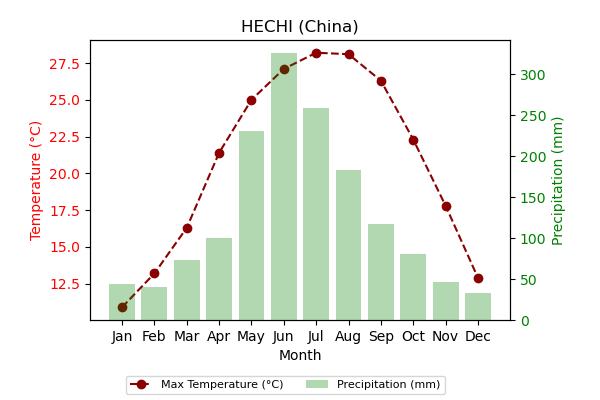 HECHI (China)
27.5
25.0
22.5
20.0
17.5
15.0
12.5
Temperature (°C)
300
250
200
150
100
50
0
Precipitation (mm)
Jan Feb Mar Apr May Jun Jul Aug Sep Oct Nov Dec
Month
Max Temperature (°C) Precipitation (mm)